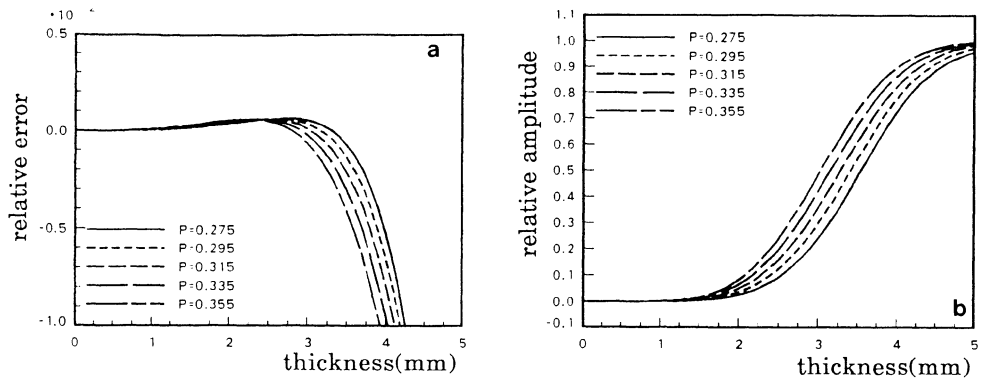 ·10
a
0.5
0.0
-0.5
-1.0
relative error
P=0.275
P=0.295
P=0.315
P=0.335
P=0.355
0 1 2 3 4 5
thickness(mm)
1.1
1.0
0.9
0.8
0.7
0.6
0.5
0.4
0.3
0.2
0.1
0.0
-0.1
relative amplitude
P=0.275
P=0.295
P=0.315
P=0.335
P=0.355
b
0 1 2 3 4 5
thickness(mm)